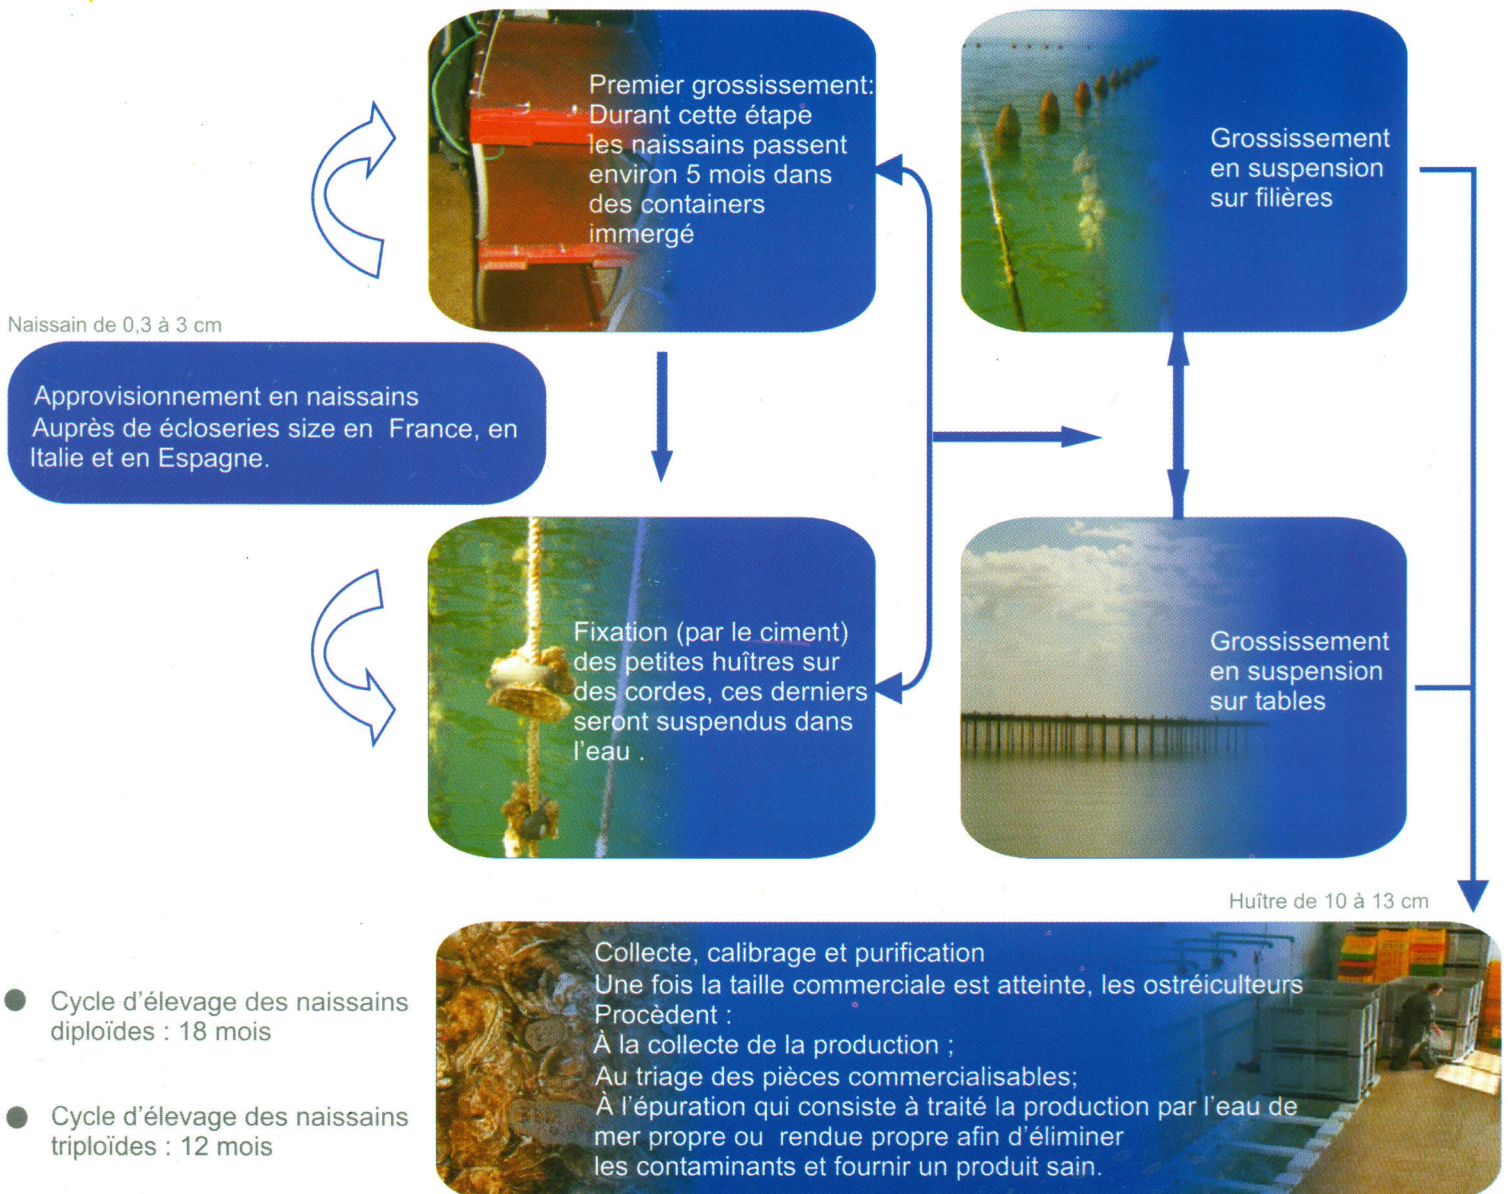 Premier grossissement:
Durant cette étape
les naissains passent
environ 5 mois dans
des containers
immergé
Grossissement
en suspension
sur filières
Naissain de 0,3 à 3 cm
Approvisionnement en naissains
Auprès de écloseries size en France, en
Italie et en Espagne.
Fixation (par le ciment)
des petites huîtres sur
des cordes, ces derniers
seront suspendus dans
l'eau .
Grossissement
en suspension
sur tables
Huître de 10 à 13 cm
Collecte, calibrage et purification
Une fois la taille commerciale est atteinte, les ostréiculteurs
Procèdent :
À la collecte de la production ;
Au triage des pièces commercialisables;
À l'épuration qui consiste à traité la production par l'eau de
mer propre ou rendue propre afin d'éliminer
les contaminants et fournir un produit sain.
Cycle d'élevage des naissains
diploïdes : 18 mois
Cycle d'élevage des naissains
triploïdes : 12 mois